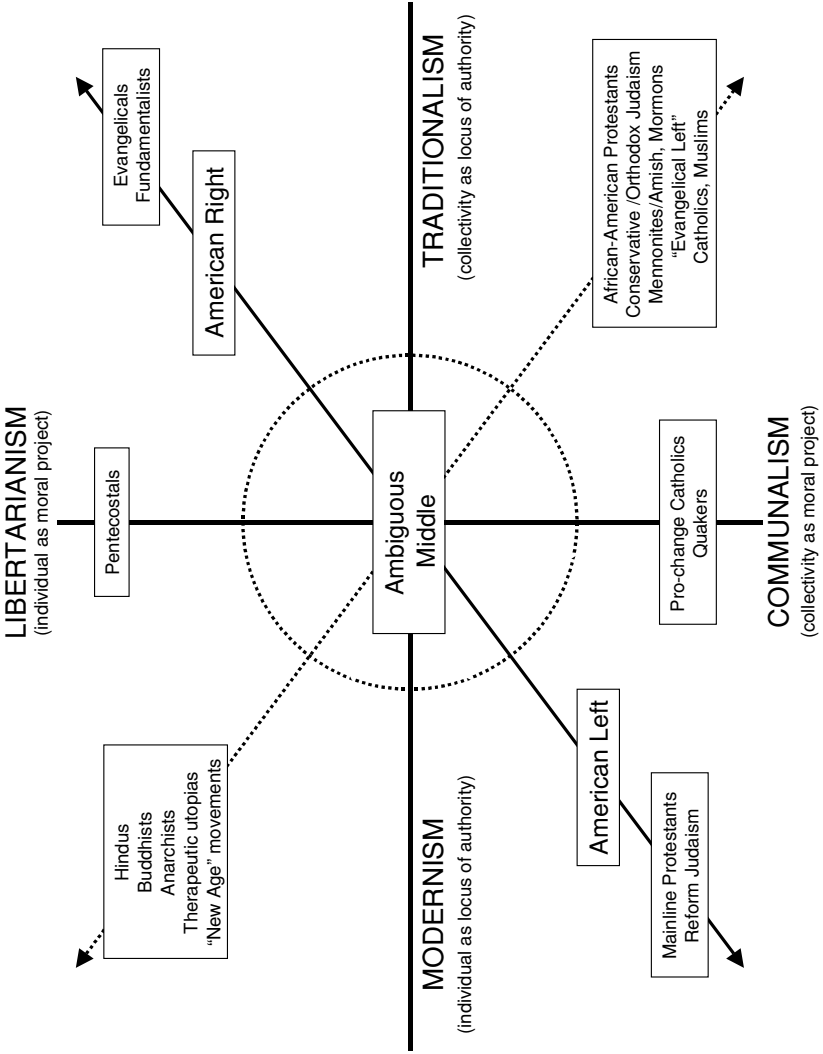 LIBERTARIANISM
(individual as moral project)
Hindus
Buddhists
Anarchists
Therapeutic utopias
“New Age” movements
Pentecostals
Evangelicals
Fundamentalists
American Right
MODERNISM
(individual as locus of authority)
Ambiguous
Middle
TRADITIONALISM
(collectivity as locus of authority)
American Left
Mainline Protestants
Reform Judaism
Pro-change Catholics
Quakers
African-American Protestants
Conservative /Orthodox Judaism
Mennonites/Amish, Mormons
“Evangelical Left”
Catholics, Muslims
COMMUNALISM
(collectivity as moral project)